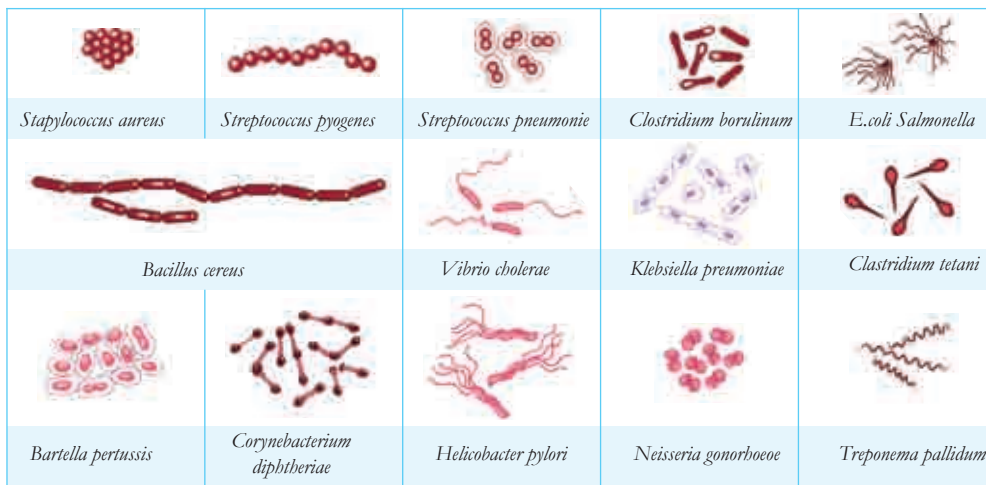 Stapylococcus aureus
Streptococcus pyogenes
Streptococcus pneumonie
Clostridium borulinum
E.coli Salmonella
Bacillus cereus
Vibrio cholerae
Klebsiella preumoniae
Clastridium tetani
Bartella pertussis
Corynebacterium
diphtheriae
Helicobacter pylori
Neisseria gonorhoeoe
Treponema pallidum